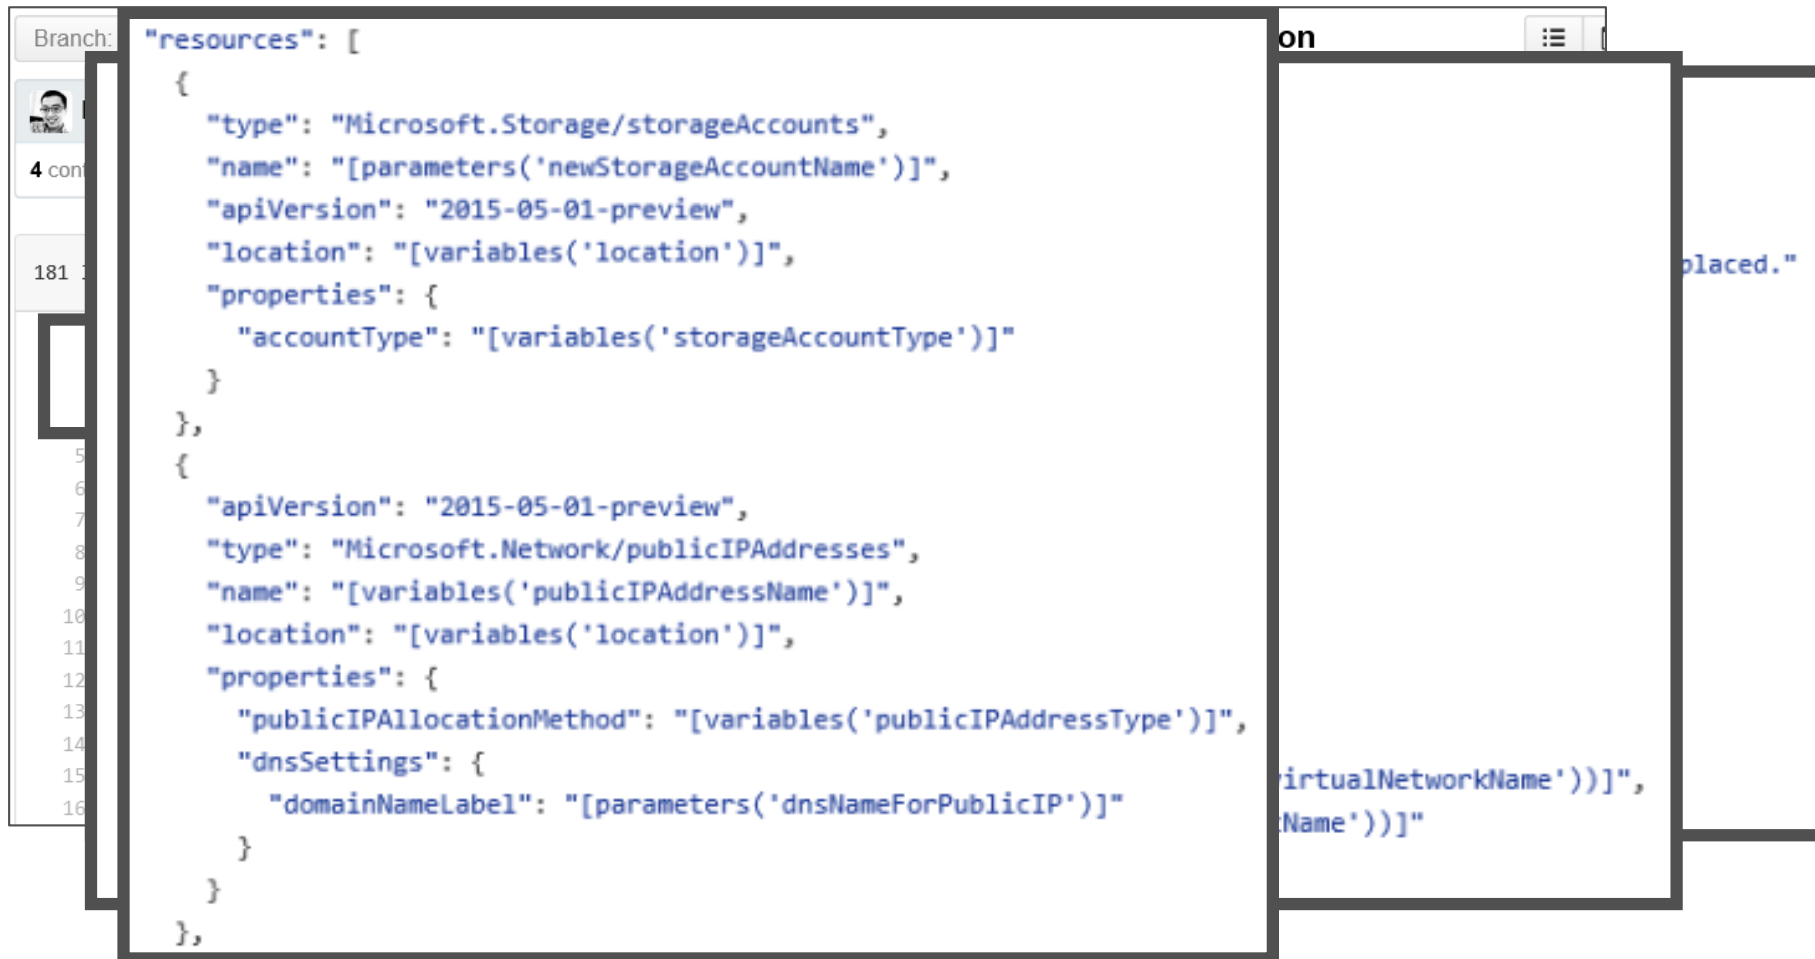 Branch:
on
4
181
5
6
7
8
9
10
11
12
13
14
15
16
"resources": [
{
"type": "Microsoft.Storage/storageAccounts",
"name": "[parameters('newStorageAccountName')]",
"apiVersion": "2015-05-01-preview",
"location": "[variables('location')]",
"properties": {
"accountType": "[variables('storageAccountType')]"
}
},
{
"apiVersion": "2015-05-01-preview",
"type": "Microsoft.Network/publicIPAddresses",
"name": "[variables('publicIPAddressName')]",
"location": "[variables('location')]",
"properties": {
"publicIPAllocationMethod": "[variables('publicIPAddressType')]",
"dnsSettings": {
"domainNameLabel": "[parameters('dnsNameForPublicIP')]"
}
}
},
placed."
irtualNetworkName'))]",
Name'))]"